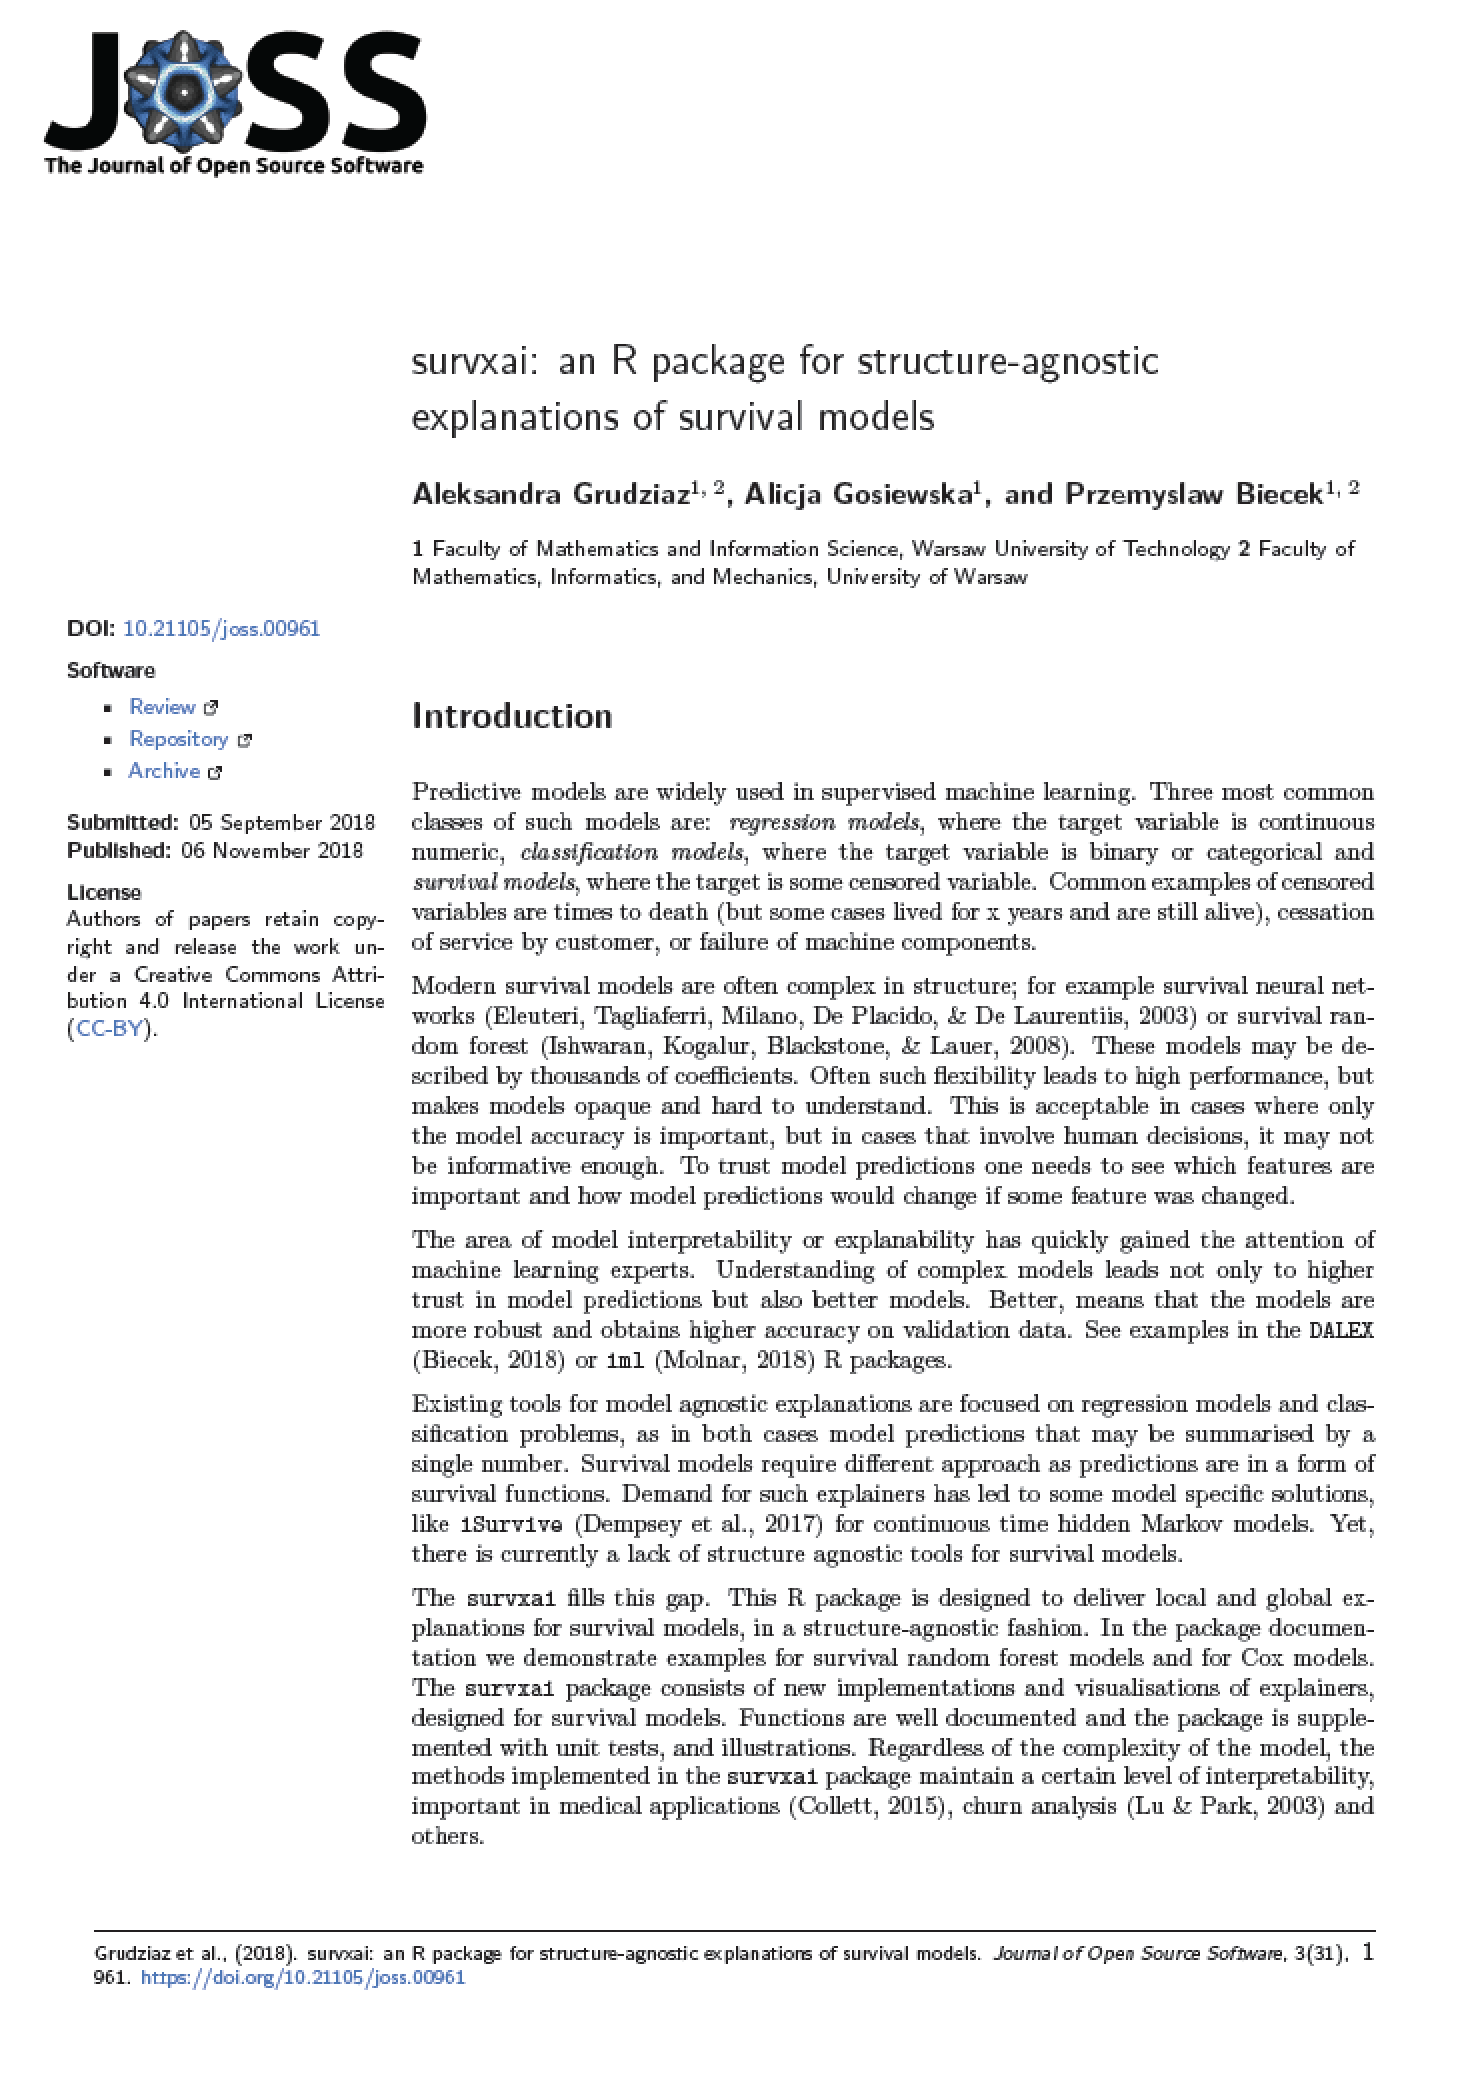 JOSS
The Journal of Open Source Software
survxai: an R package for structure-agnostic
explanations of survival models
Aleksandra Grudziaz1, 2, Alicja Gosiewska1, and Przemyslaw Biecek1, 2
1 Faculty of Mathematics and Information Science, Warsaw University of Technology 2 Faculty of
Mathematics, Informatics, and Mechanics, University of Warsaw
DOI: 10.21105/joss.00961
Software
▪ Review
▪ Repository
▪ Archive
Submitted: 05 September 2018
Published: 06 November 2018
License
Authors of papers retain copy-
right and release the work un-
der a Creative Commons Attri-
bution 4.0 International License
(CC-BY).
Introduction
Predictive models are widely used in supervised machine learning. Three most common
classes of such models are: regression models, where the target variable is continuous
numeric, classification models, where the target variable is binary or categorical and
survival models, where the target is some censored variable. Common examples of censored
variables are times to death (but some cases lived for x years and are still alive), cessation
of service by customer, or failure of machine components.
Modern survival models are often complex in structure; for example survival neural net-
works (Eleuteri, Tagliaferri, Milano, De Placido, & De Laurentiis, 2003) or survival ran-
dom forest (Ishwaran, Kogalur, Blackstone, & Lauer, 2008). These models may be de-
scribed by thousands of coefficients. Often such flexibility leads to high performance, but
makes models opaque and hard to understand. This is acceptable in cases where only
the model accuracy is important, but in cases that involve human decisions, it may not
be informative enough. To trust model predictions one needs to see which features are
important and how model predictions would change if some feature was changed.
The area of model interpretability or explanability has quickly gained the attention of
machine learning experts. Understanding of complex models leads not only to higher
trust in model predictions but also better models. Better, means that the models are
more robust and obtains higher accuracy on validation data. See examples in the DALEX
(Biecek, 2018) or iml (Molnar, 2018) R packages.
Existing tools for model agnostic explanations are focused on regression models and clas-
sification problems, as in both cases model predictions that may be summarised by a
single number. Survival models require different approach as predictions are in a form of
survival functions. Demand for such explainers has led to some model specific solutions,
like iSurvive (Dempsey et al., 2017) for continuous time hidden Markov models. Yet,
there is currently a lack of structure agnostic tools for survival models.
The survxai fills this gap. This R package is designed to deliver local and global ex-
planations for survival models, in a structure-agnostic fashion. In the package documen-
tation we demonstrate examples for survival random forest models and for Cox models.
The survxai package consists of new implementations and visualisations of explainers,
designed for survival models. Functions are well documented and the package is supple-
mented with unit tests, and illustrations. Regardless of the complexity of the model, the
methods implemented in the survxai package maintain a certain level of interpretability,
important in medical applications (Collett, 2015), churn analysis (Lu & Park, 2003) and
others.
Grudziaz et al., (2018). survxai: an R package for structure-agnostic explanations of survival models. Journal of Open Source Software, 3(31), 1
961. https://doi.org/10.21105/joss.00961